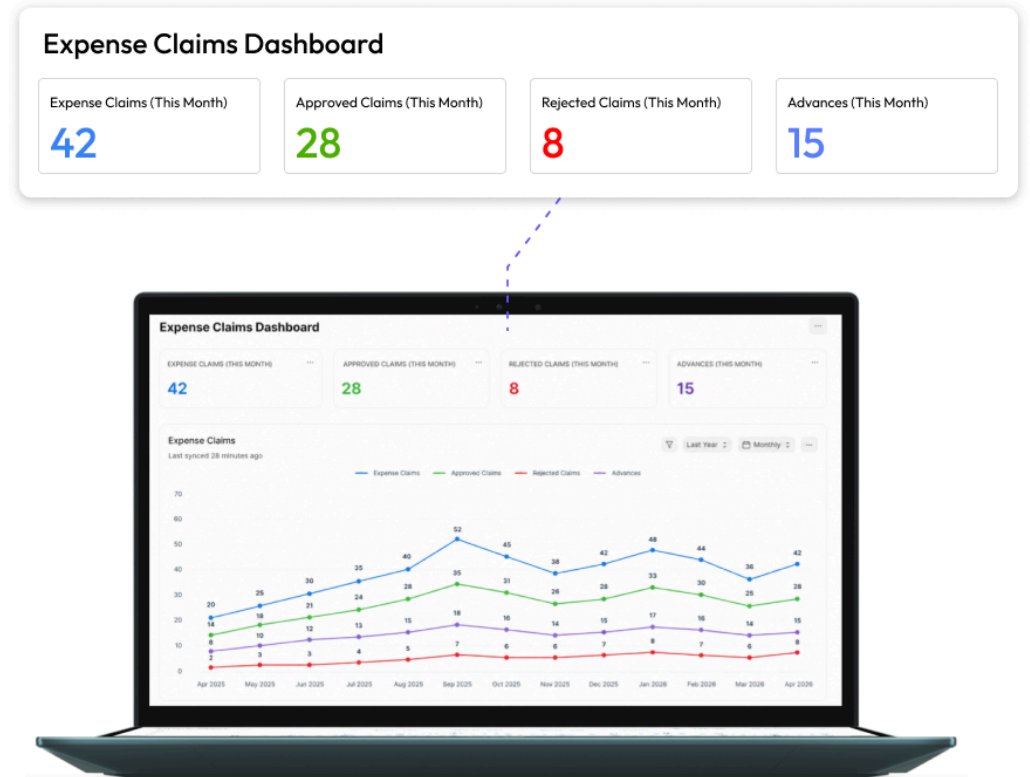 Expense Claims Dashboard
Expense Claims (This Month)
42
Approved Claims (This Month)
28
Rejected Claims (This Month)
8
Advances (This Month)
15
Expense Claims Dashboard
EXPENSE CLAIMS (THIS MONTH)
42
APPROVED CLAIMS (THIS MONTH)
28
REJECTED CLAIMS (THIS MONTH)
8
ADVANCES (THIS MONTH)
15
Expense Claims
Last synced 28 minutes ago
Last Year
Monthly
Expense Claims Approved Claims Rejected Claims Advances
70
60
50
40
30
20
10
0
20 25 30 35 40 52 45 38 42 48 44 36 42
14 18 21 24 28 35 31 26 28 33 30 25 28
8 10 12 13 15 18 16 14 15 17 16 14 15
2 3 3 4 5 7 6 6 7 8 7 6 8
Apr 2025 May 2025 Jun 2025 Jul 2025 Aug 2025 Sep 2025 Oct 2025 Nov 2025 Dec 2025 Jan 2026 Feb 2026 Mar 2026 Apr 2026